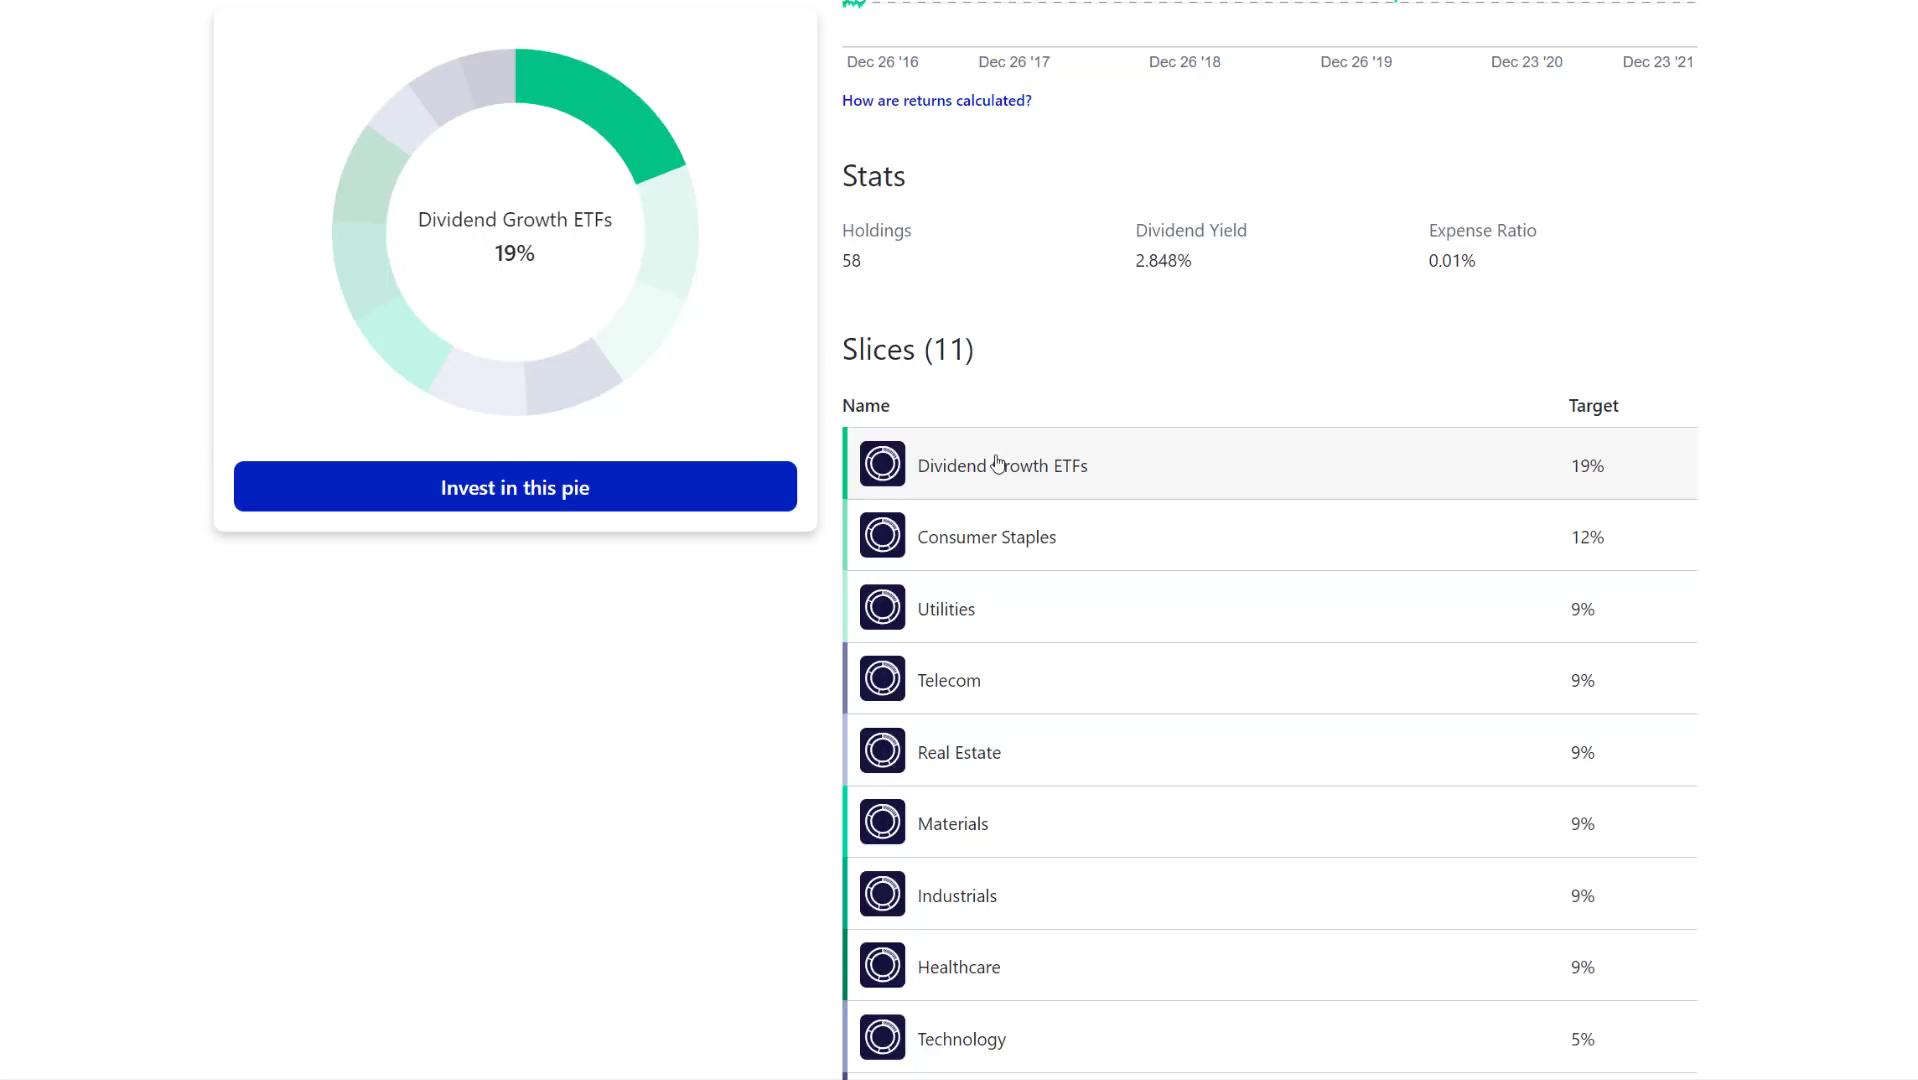 Dividend Growth ETFs
19%
Invest in this pie
Dec 26 '16 Dec 26 '17 Dec 26 '18 Dec 26 '19 Dec 23 '20 Dec 23 '21
How are returns calculated?
Stats
Holdings Dividend Yield Expense Ratio
58 2.848% 0.01%
Slices (11)
Name Target
Dividend Growth ETFs 19%
Consumer Staples 12%
Utilities 9%
Telecom 9%
Real Estate 9%
Materials 9%
Industrials 9%
Healthcare 9%
Technology 5%